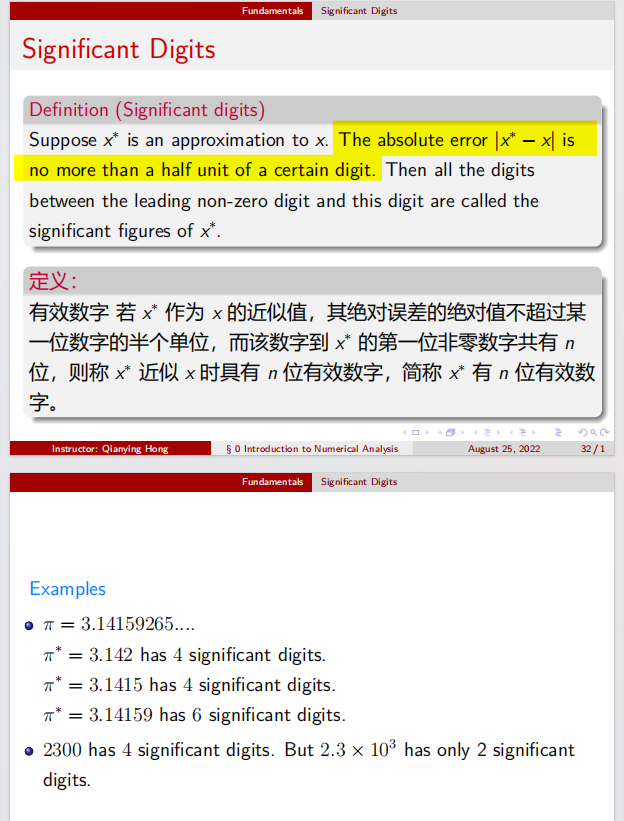 Fundamentals Significant Digits
Significant Digits
Definition (Significant digits)
Suppose x* is an approximation to x. The absolute error |x* − x| is
no more than a half unit of a certain digit. Then all the digits
between the leading non-zero digit and this digit are called the
significant figures of x*.
定义:
有效数字 若 x* 作为 x 的近似值，其绝对误差的绝对值不超过某
一位数字的半个单位，而该数字到 x* 的第一位非零数字共有 n
位，则称 x* 近似 x 时具有 n 位有效数字，简称 x* 有 n 位有效数
字。
Instructor: Qianying Hong § 0 Introduction to Numerical Analysis August 25, 2022 32 / 1
Fundamentals Significant Digits
Examples
π = 3.14159265....
π* = 3.142 has 4 significant digits.
π* = 3.1415 has 4 significant digits.
π* = 3.14159 has 6 significant digits.
2300 has 4 significant digits. But 2.3 × 10³ has only 2 significant
digits.